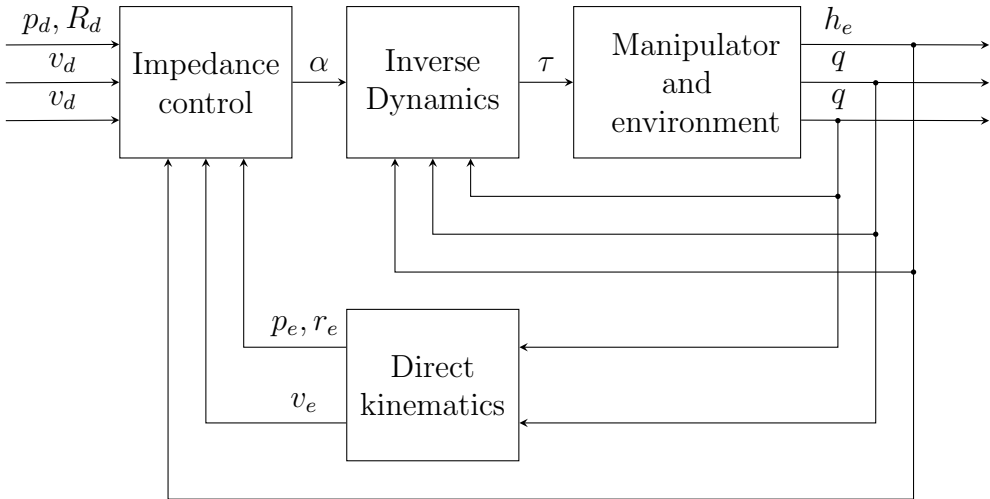 p_d, R_d
v_d
v_d
Impedance
control
α
Inverse
Dynamics
τ
Manipulator
and
environment
h_e
q
q
p_e, r_e
v_e
Direct
kinematics